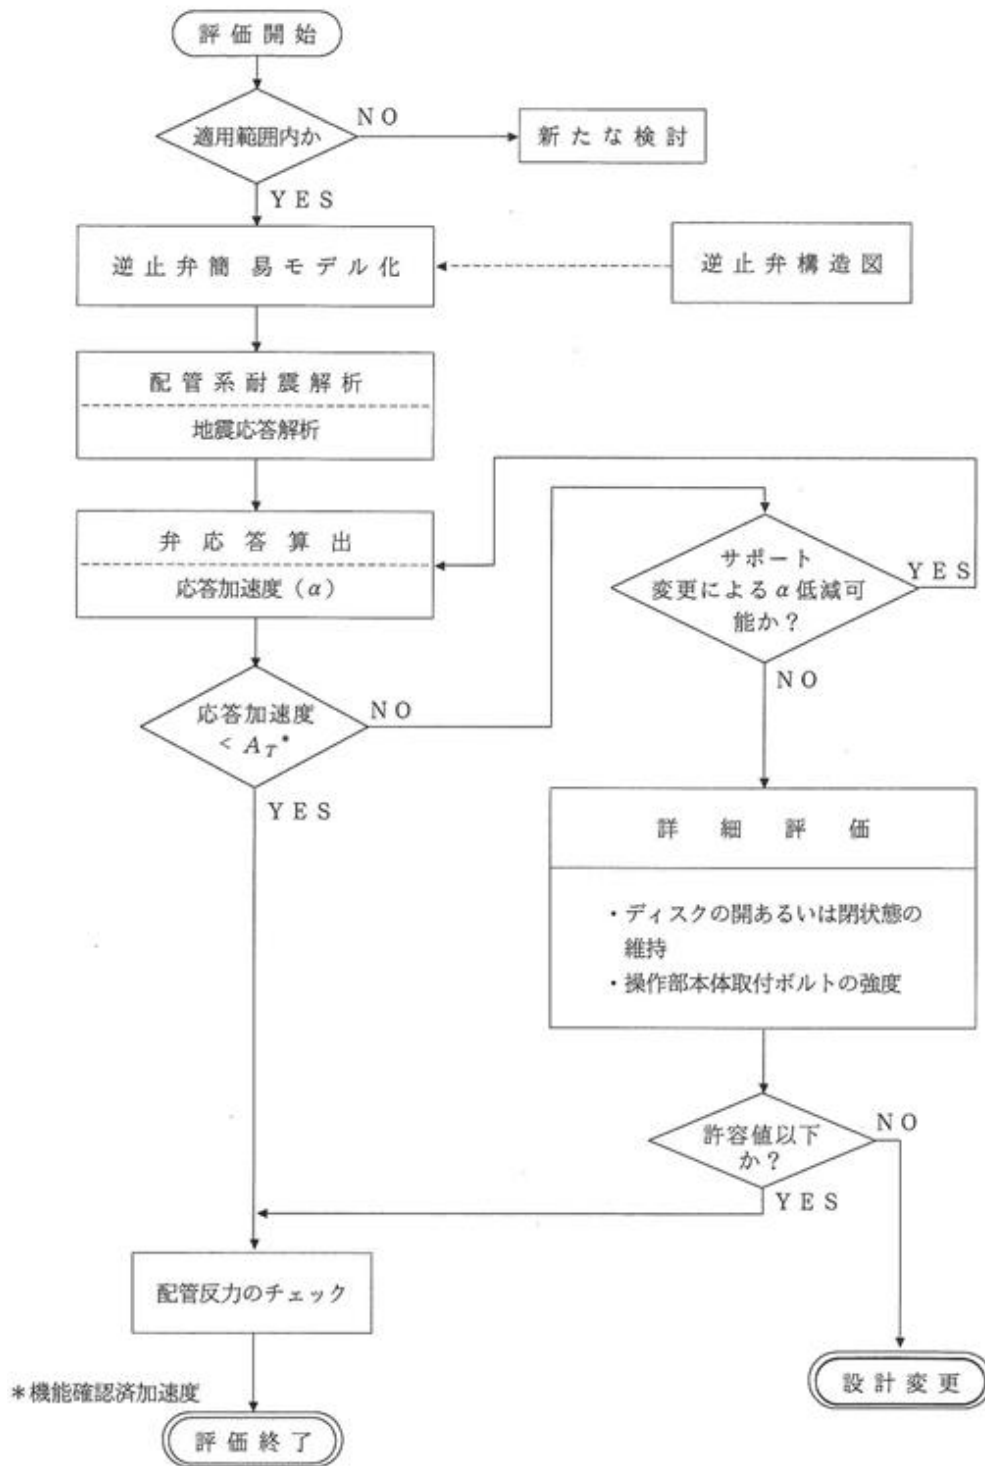 評価開始
適用範囲内か
NO
新たな検討
YES
逆止弁簡易モデル化
逆止弁構造図
配管系耐震解析
地震応答解析
弁応答算出
応答加速度（α）
サポート
変更によるα低減可
能か？
YES
NO
応答加速度
< A_T*
NO
YES
詳細評価
・ディスクの開あるいは閉状態の
維持
・操作部本体取付ボルトの強度
許容値以下
か？
NO
YES
配管反力のチェック
設計変更
＊機能確認済加速度
評価終了